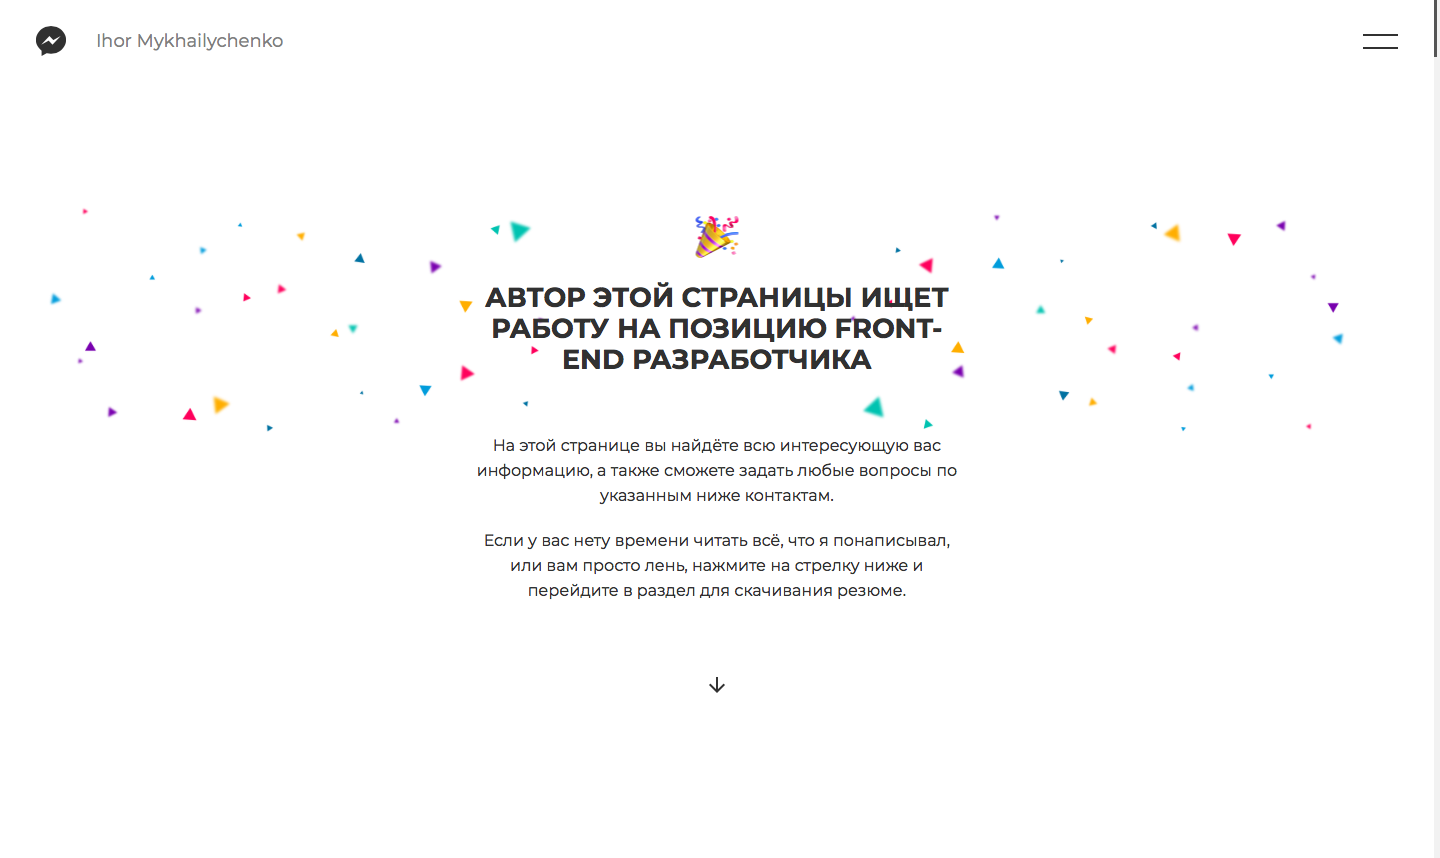 Ihor Mykhailychenko
АВТОР ЭТОЙ СТРАНИЦЫ ИЩЕТ
РАБОТУ НА ПОЗИЦИЮ FRONT-
END РАЗРАБОТЧИКА
На этой странице вы найдёте всю интересующую вас
информацию, а также сможете задать любые вопросы по
указанным ниже контактам.
Если у вас нету времени читать всё, что я понаписывал,
или вам просто лень, нажмите на стрелку ниже и
перейдите в раздел для скачивания резюме.